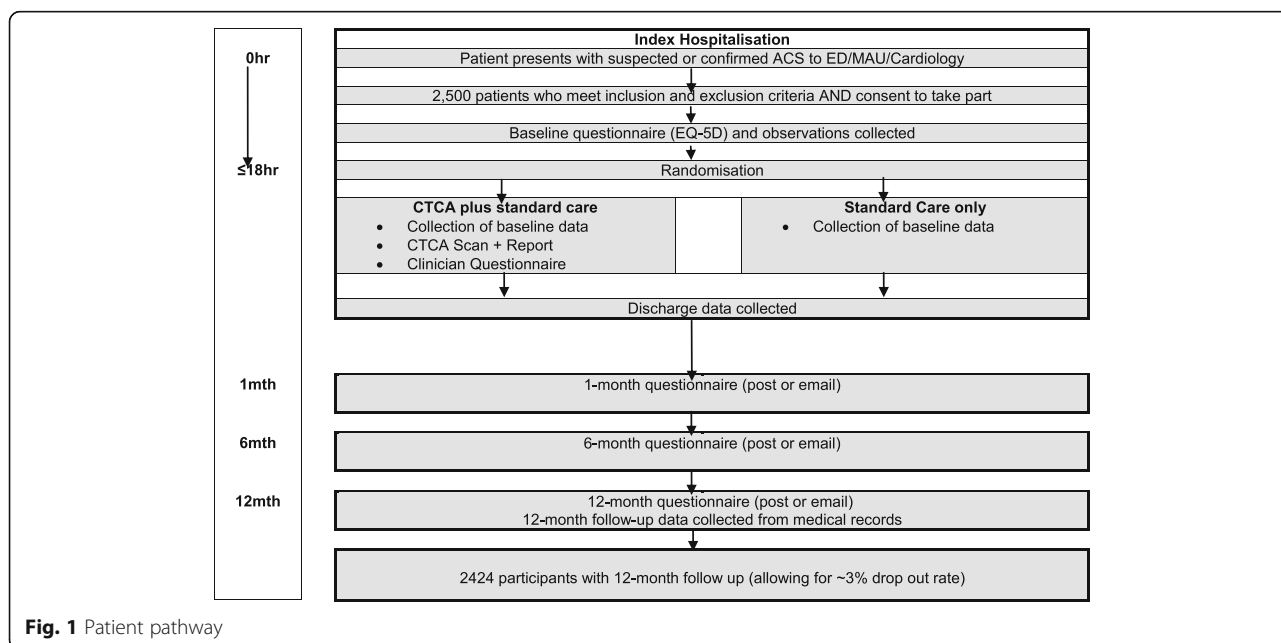 Index Hospitalisation
0hr
Patient presents with suspected or confirmed ACS to ED/MAU/Cardiology
2,500 patients who meet inclusion and exclusion criteria AND consent to take part
Baseline questionnaire (EQ-5D) and observations collected
≤18hr
Randomisation
CTCA plus standard care
• Collection of baseline data
• CTCA Scan + Report
• Clinician Questionnaire
Standard Care only
• Collection of baseline data
Discharge data collected
1mth
1-month questionnaire (post or email)
6mth
6-month questionnaire (post or email)
12mth
12-month questionnaire (post or email)
12-month follow-up data collected from medical records
2424 participants with 12-month follow up (allowing for ~3% drop out rate)
Fig. 1 Patient pathway